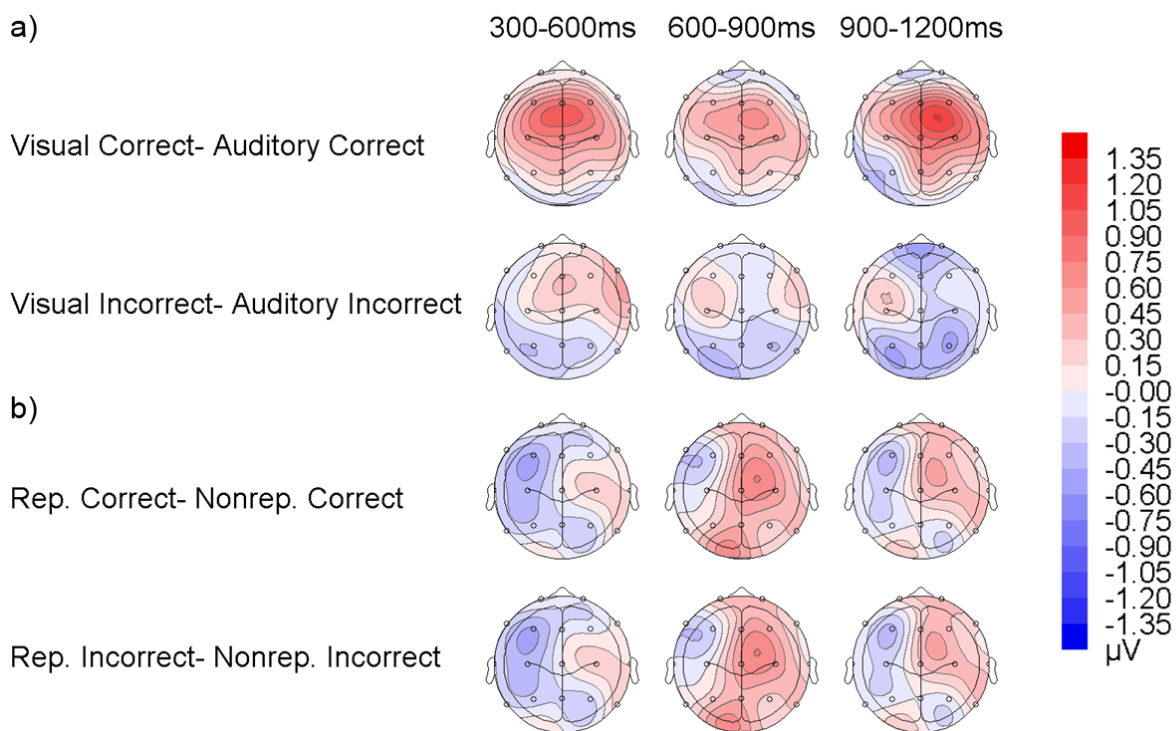 a)
300-600ms 600-900ms 900-1200ms
Visual Correct- Auditory Correct
Visual Incorrect- Auditory Incorrect
b)
Rep. Correct- Nonrep. Correct
Rep. Incorrect- Nonrep. Incorrect
1.35
1.20
1.05
0.90
0.75
0.60
0.45
0.30
0.15
-0.00
-0.15
-0.30
-0.45
-0.60
-0.75
-0.90
-1.05
-1.20
-1.35
µV